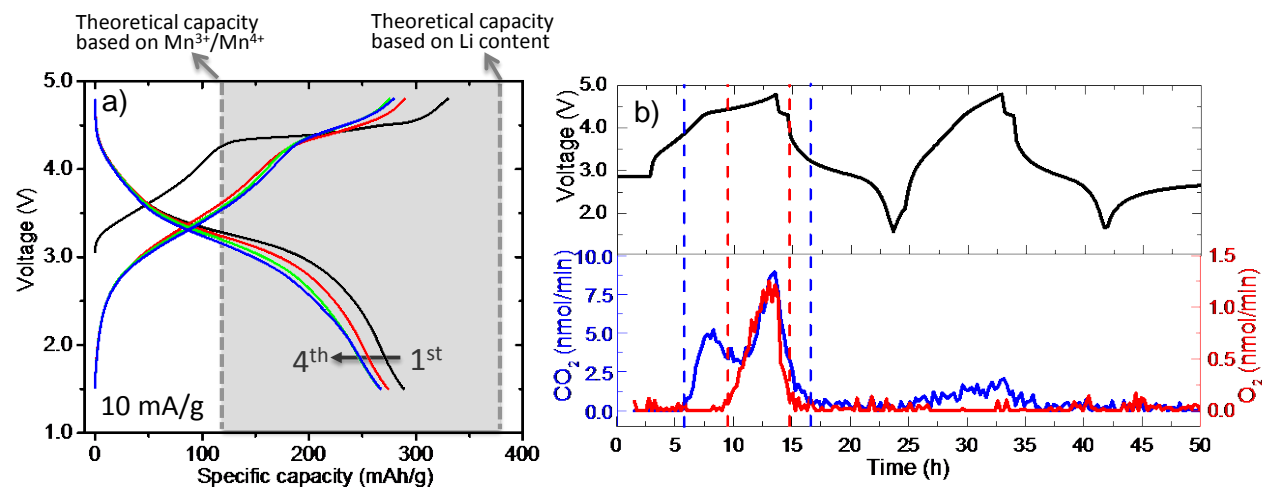 Theoretical capacity
based on Mn³⁺/Mn⁴⁺
Theoretical capacity
based on Li content
a)
5.0
4.0
3.0
2.0
1.0
Voltage (V)
4ᵗʰ
1ˢᵗ
10 mA/g
0
100
200
300
400
Specific capacity (mAh/g)
b)
5.0
4.0
3.0
2.0
Voltage (V)
10.0
7.5
5.0
2.5
0.0
CO₂ (nmol/min)
1.5
1.0
0.5
0.0
O₂ (nmol/min)
0
5
10
15
20
25
30
35
40
45
50
Time (h)